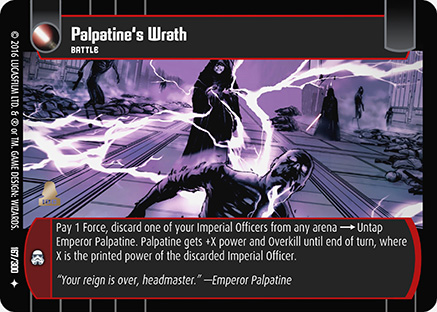 Palpatine's Wrath
BATTLE
Pay 1 Force, discard one of your Imperial Officers from any arena → Untap
Emperor Palpatine. Palpatine gets +X power and Overkill until end of turn, where
X is the printed power of the discarded Imperial Officer.
"Your reign is over, headmaster." —Emperor Palpatine
© 2016 LUCASFILM LTD. & ® or TM. GAME DESIGN: WIZARDS.
167/300